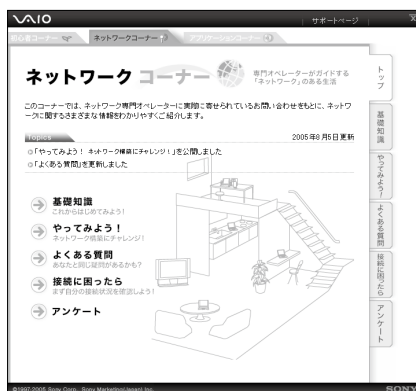 VAIO
サポートページ
初心者コーナー
ネットワークコーナー
アプリケーションコーナー
ネットワーク コーナー
専門オペレーターがガイドする
「ネットワーク」のある生活
このコーナーでは、ネットワーク専門オペレーターに実際に寄せられているお問い合わせをもとに、ネットワ
ークに関するさまざまな情報をわかりやすくご紹介します。
Topics
2005年8月5日更新
「やってみよう！ ネットワーク構築にチャレンジ！」を公開しました
「よくある質問」を更新しました
基礎知識
これからはじめてみよう！
やってみよう！
ネットワーク構築にチャレンジ！
よくある質問
あなたと同じ疑問があるかも？
接続に困ったら
まず自分の接続状況を確認しよう！
アンケート
トップ
基礎知識
やってみよう！
よくある質問
接続に困ったら
アンケート
©1997-2005 Sony Corp., Sony Marketing(Japan) Inc.
SONY